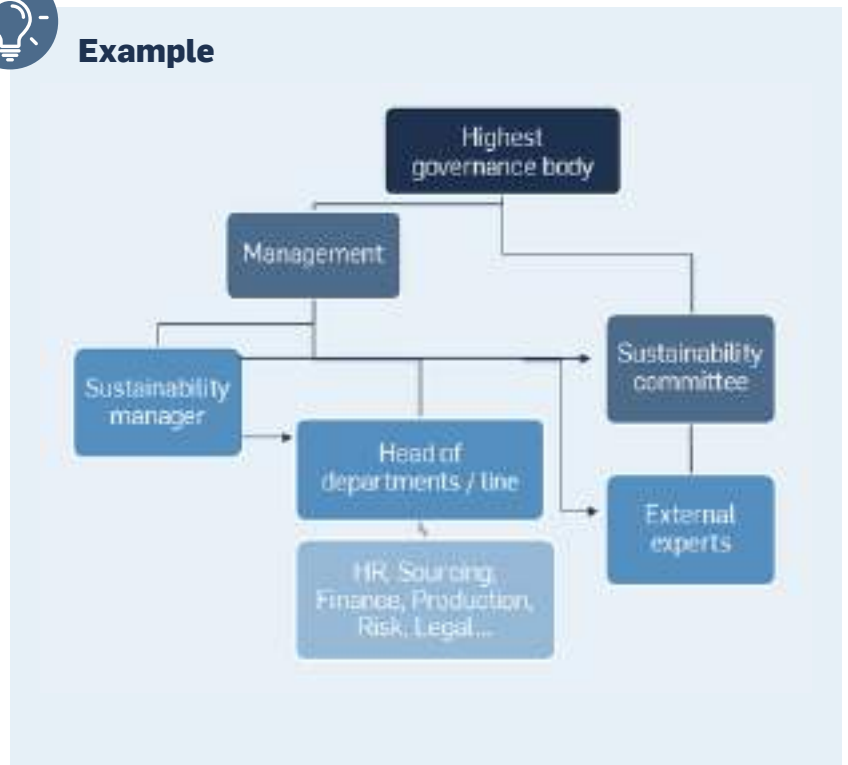 Example
Highest
governance body
Management
Sustainability
committee
Sustainability
manager
Head of
departments / line
External
experts
HR, Sourcing,
Finance, Production,
Risk, Legal...